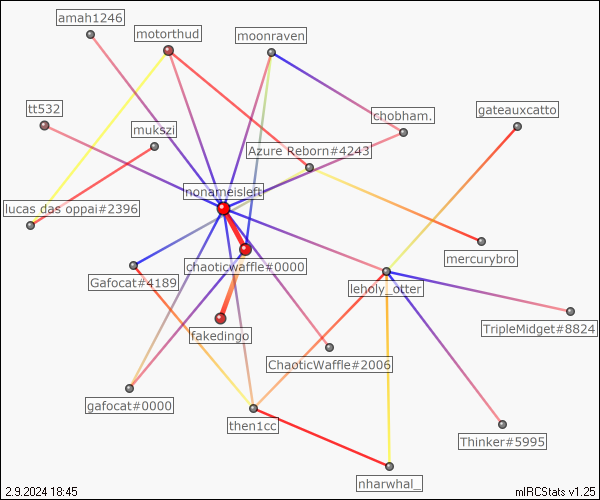 amah1246
motorthud
moonraven
tt532
mukszi
chobham.
gateauxcatto
Azure Reborn#4243
nonameisleft
lucas das oppai#2396
chaoticwaffle#0000
mercurybro
Gafocat#4189
leholy_otter
fakedingo
TripleMidget#8824
ChaoticWaffle#2006
gafocat#0000
then1cc
Thinker#5995
nharwhal_
2.9.2024 18:45
mIRCStats v1.25